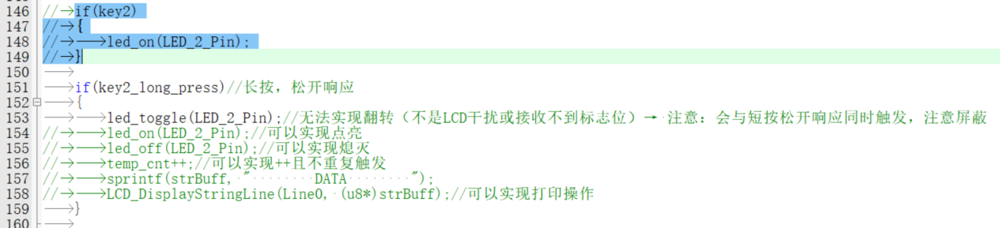 146 //→if(key2)
147 //→{
148 //→→led_on(LED_2_Pin);
149 //→}
150 →
151 →if(key2_long_press)//长按，松开响应
152 →{
153 →→led_toggle(LED_2_Pin);//无法实现翻转（不是LCD干扰或接收不到标志位）→ 注意：会与短按松开响应同时触发，注意屏蔽
154 //→→led_on(LED_2_Pin);//可以实现点亮
155 //→→led_off(LED_2_Pin);//可以实现熄灭
156 //→→temp_cnt++;//可以实现++且不重复触发
157 //→→sprintf(strBuff,·"········DATA········");
158 //→→LCD_DisplayStringLine(Line0,·(u8*)strBuff);//可以实现打印操作
159 →}
160 →